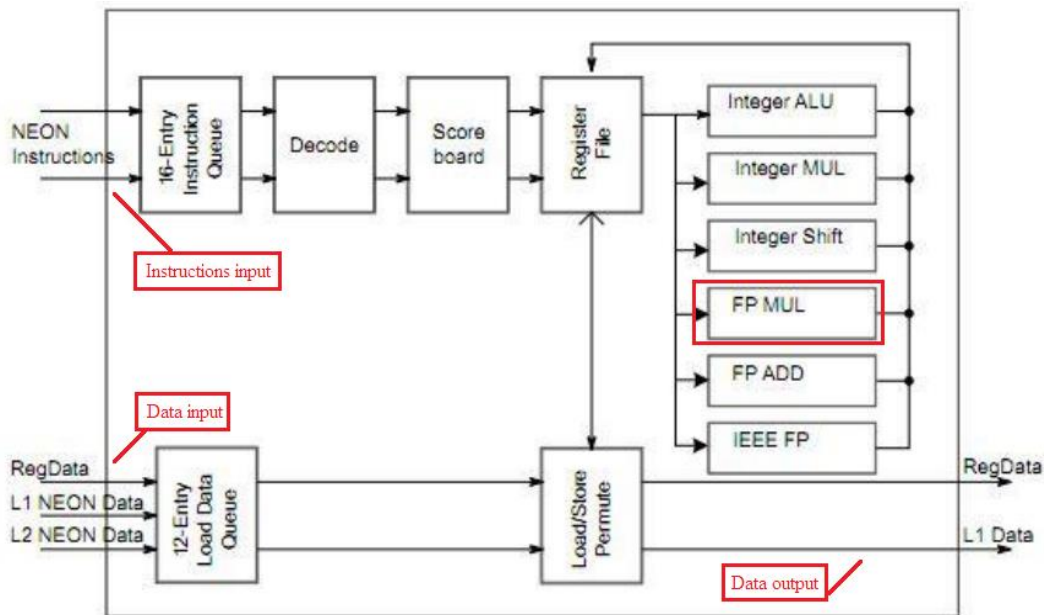 NEON
Instructions
16-Entry
Instruction
Queue
Decode
Score
board
Register
File
Integer ALU
Integer MUL
Integer Shift
FP MUL
FP ADD
IEEE FP
Instructions input
Data input
RegData
L1 NEON Data
L2 NEON Data
12-Entry
Load Data
Queue
Load/Store
Permute
RegData
L1 Data
Data output